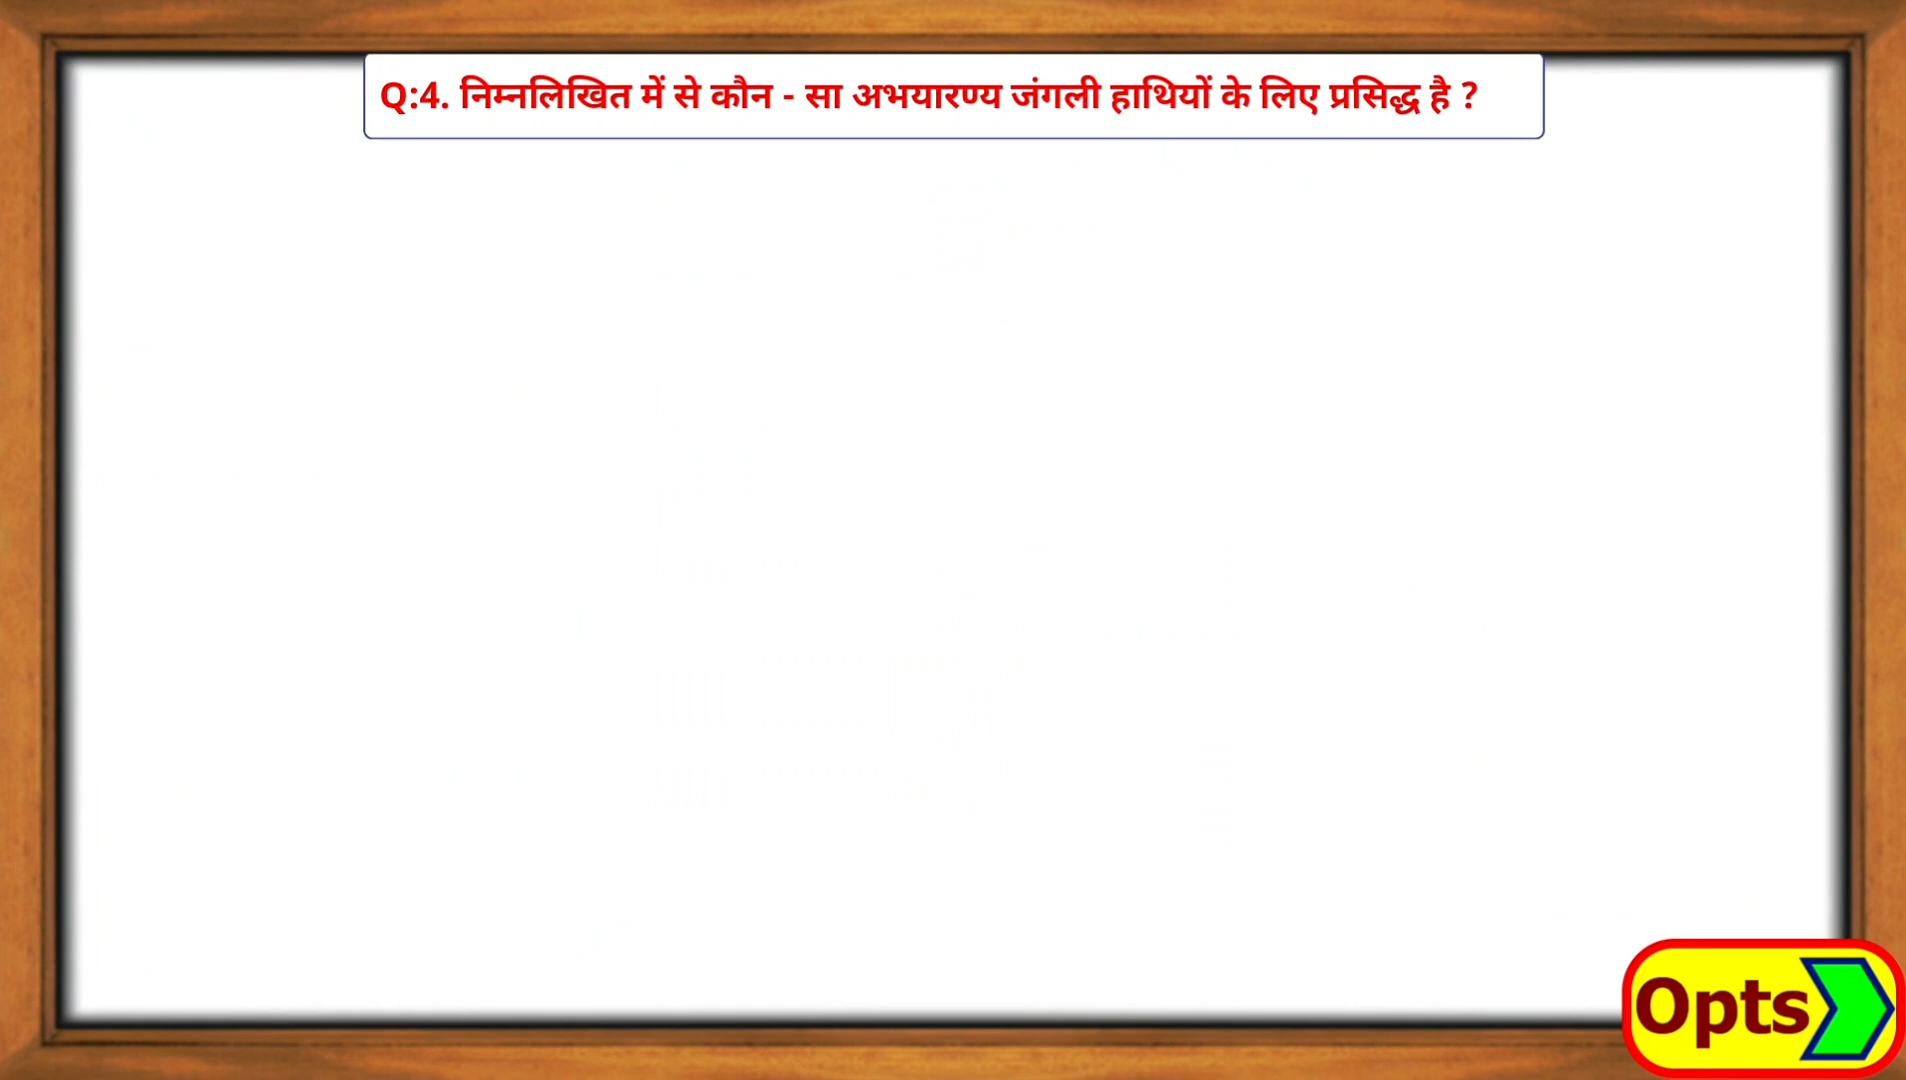 Q:4. निम्नलिखित में से कौन - सा अभयारण्य जंगली हाथियों के लिए प्रसिद्ध है ?
Opts